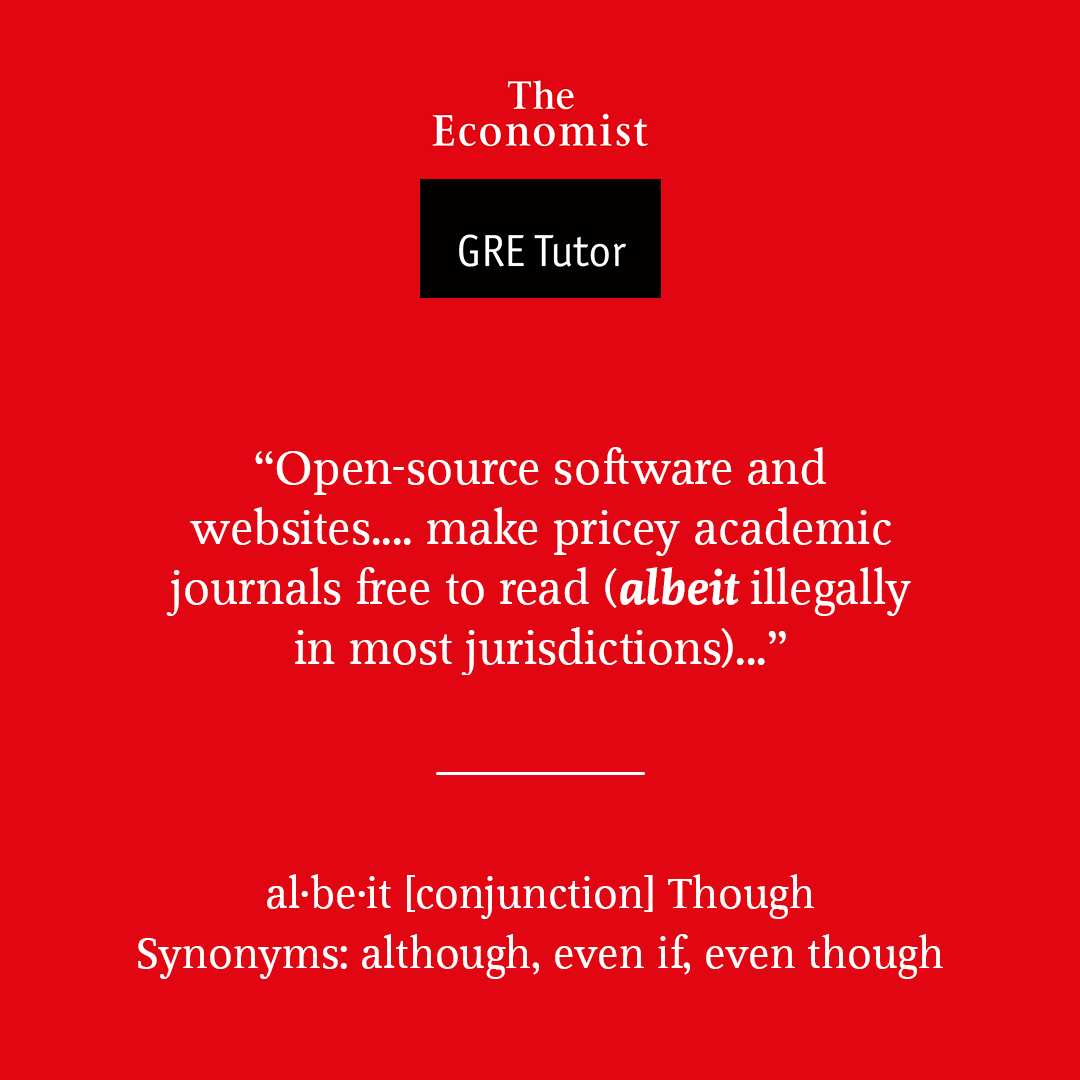 The
Economist
GRE Tutor
“Open-source software and
websites.... make pricey academic
journals free to read (albeit illegally
in most jurisdictions)...”
al·be·it [conjunction] Though
Synonyms: although, even if, even though